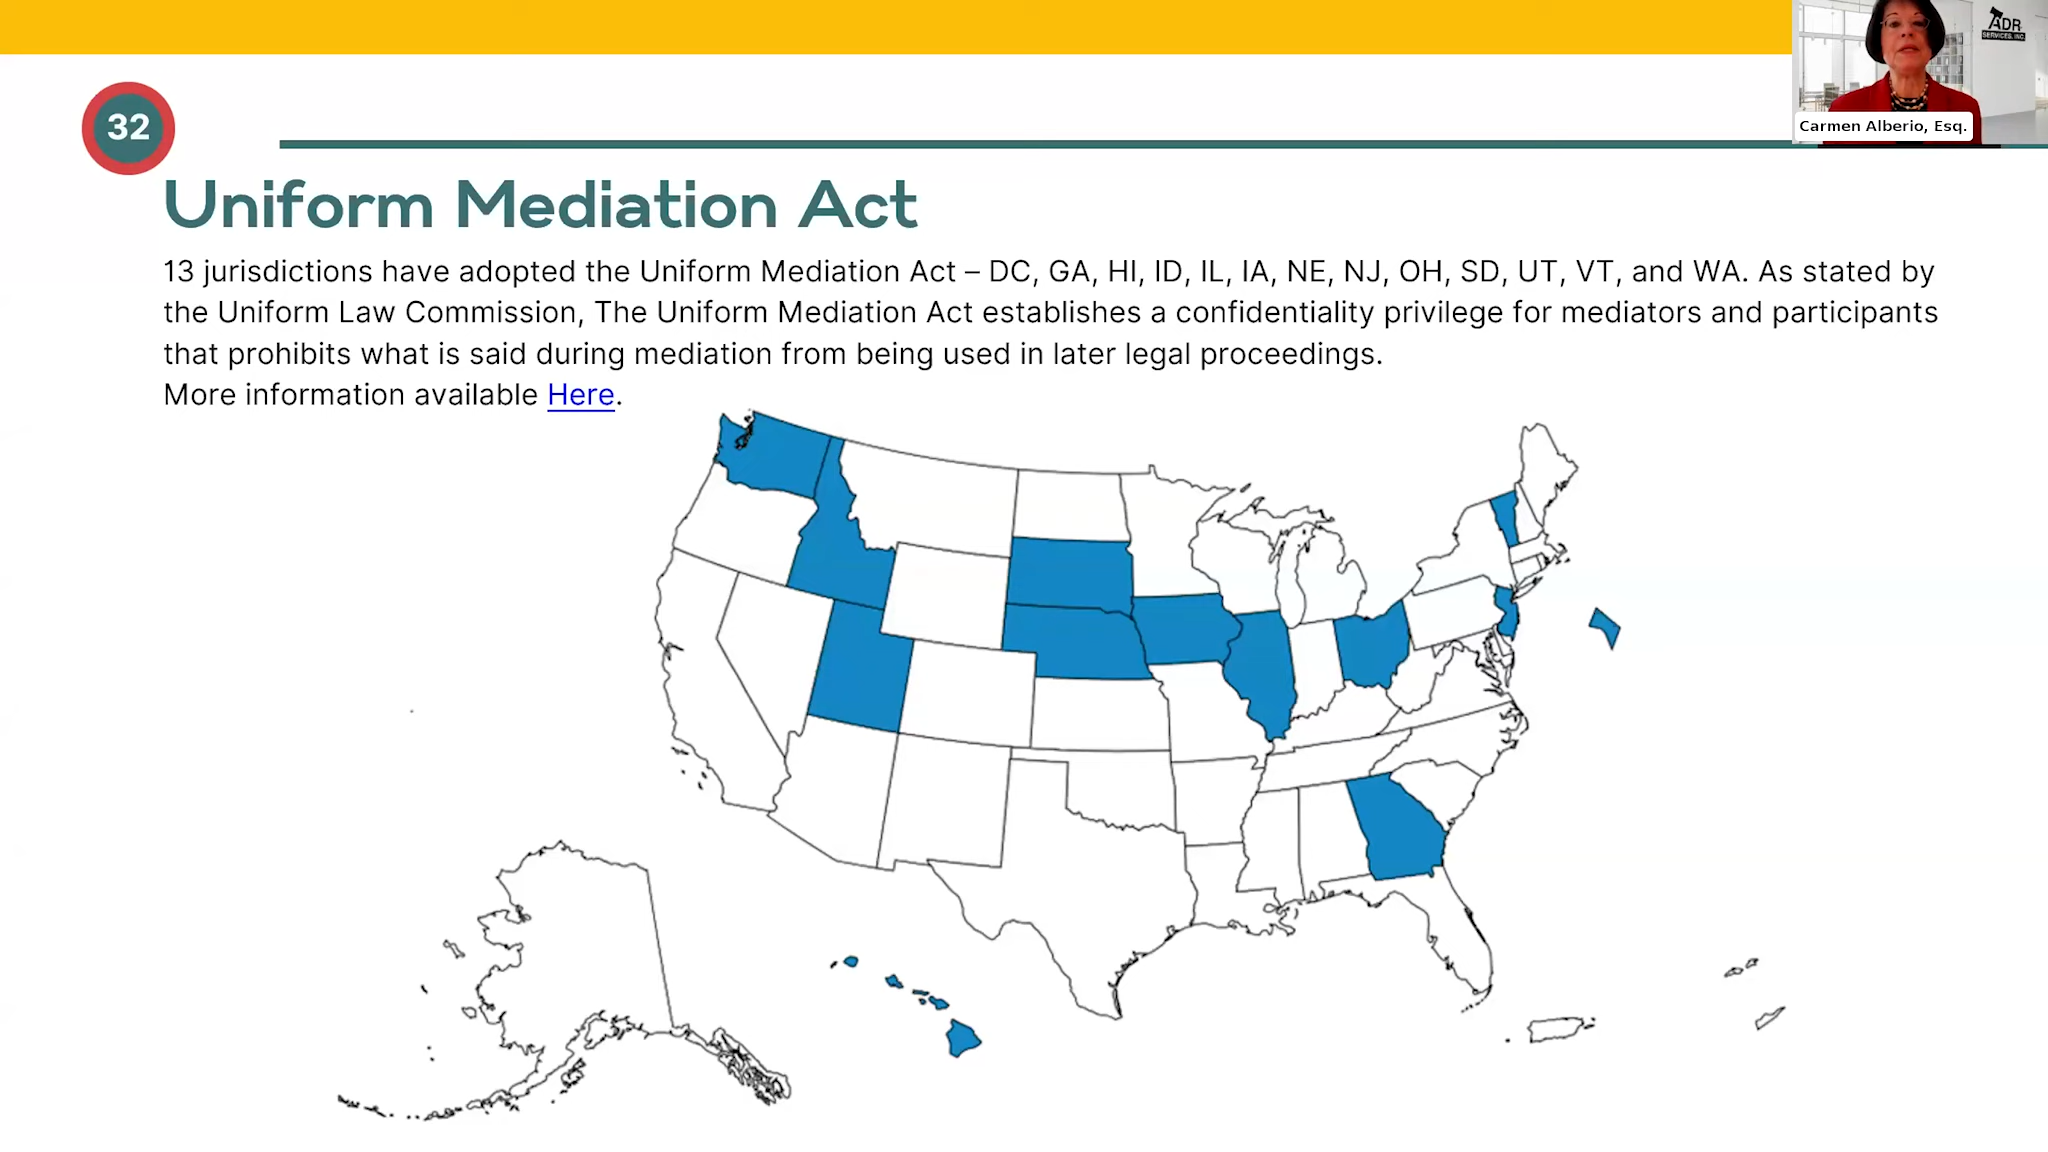 ADR
SERVICES, INC.
Carmen Alberio, Esq.
32
Uniform Mediation Act
13 jurisdictions have adopted the Uniform Mediation Act – DC, GA, HI, ID, IL, IA, NE, NJ, OH, SD, UT, VT, and WA. As stated by
the Uniform Law Commission, The Uniform Mediation Act establishes a confidentiality privilege for mediators and participants
that prohibits what is said during mediation from being used in later legal proceedings.
More information available Here.